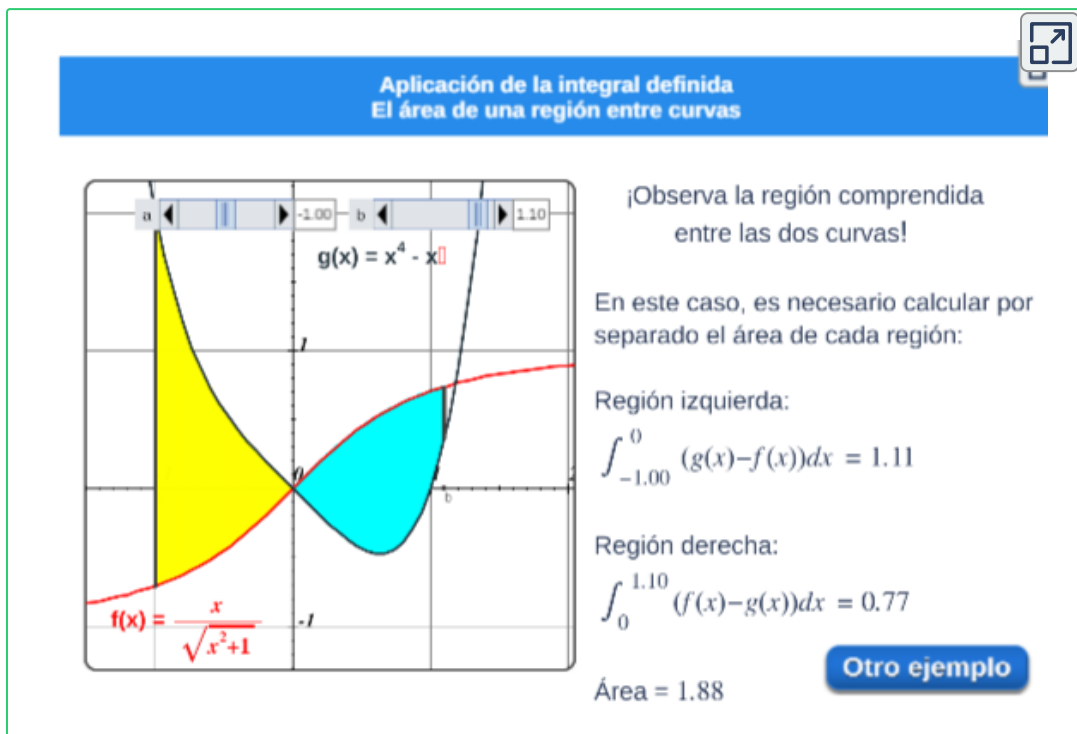 Aplicación de la integral definida
El área de una región entre curvas
a -1.00 b 1.10
g(x) = x⁴ - x
1
0
2
b
-1
f(x) = x / √(x²+1)
¡Observa la región comprendida
entre las dos curvas!
En este caso, es necesario calcular por
separado el área de cada región:
Región izquierda:
∫_{-1.00}^{0} (g(x)−f(x))dx = 1.11
Región derecha:
∫_{0}^{1.10} (f(x)−g(x))dx = 0.77
Área = 1.88
Otro ejemplo